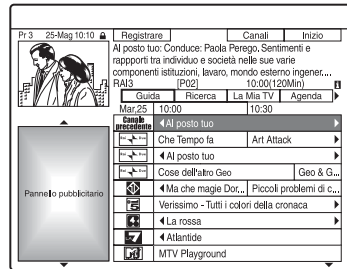 Pr 3 25-Mag 10:10
Registrare Canali Inizio
Al posto tuo: Conduce: Paola Perego. Sentimenti e
rappporti tra individuo e società nelle sue varie
componenti istituzioni, lavaro, mondo esterno ingener....
RAI3 [P02] 10:00(120Min)
Guida Ricerca La Mia TV Agenda
Mar,25 10:00 10:30
Canale precedente Al posto tuo
Che Tempo fa Art Attack
Al posto tuo
Cose dell'altro Geo Geo & G...
Ma che magie Dor... Piccoli problemi di c...
Verissimo - Tutti i colori della cronaca
La rossa
Atlantide
MTV Playground
Pannello pubblicitario